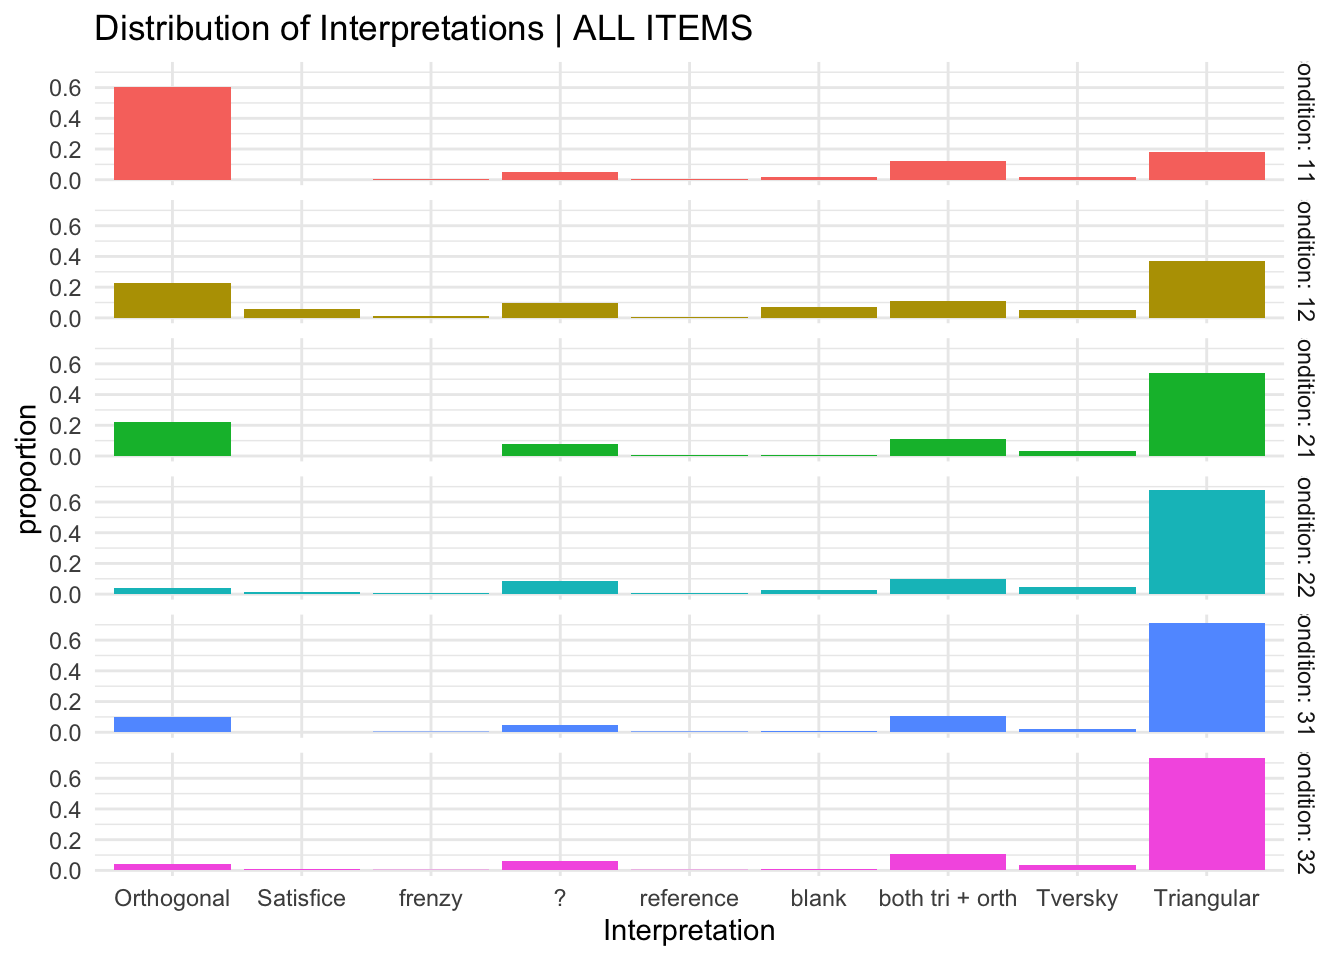 Distribution of Interpretations | ALL ITEMS
0.6
0.4
0.2
0.0
ondition: 11
0.6
0.4
0.2
0.0
ondition: 12
0.6
0.4
0.2
0.0
ondition: 21
0.6
0.4
0.2
0.0
ondition: 22
0.6
0.4
0.2
0.0
ondition: 31
0.6
0.4
0.2
0.0
ondition: 32
proportion
Orthogonal Satisfice frenzy ? reference blank both tri + orth Tversky Triangular
Interpretation